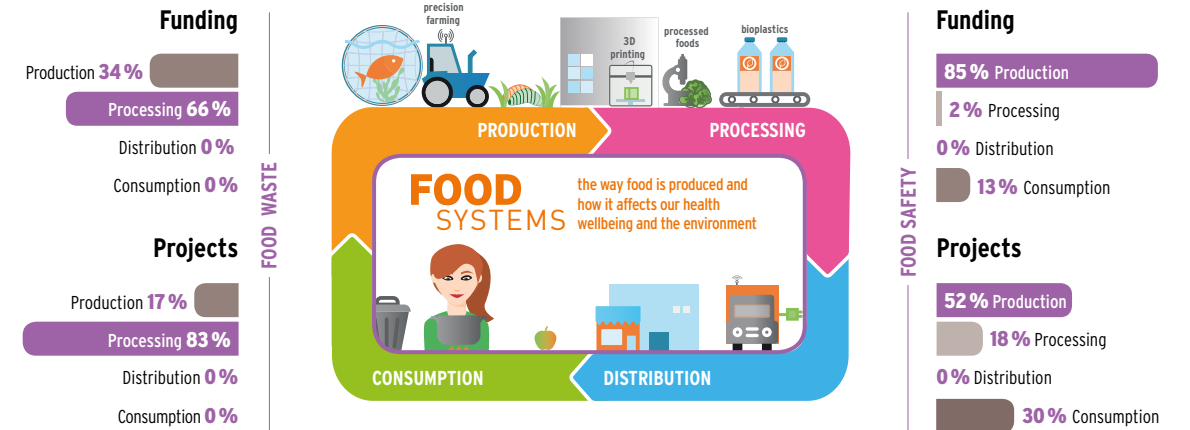 Funding
Production 34 %
Processing 66 %
Distribution 0 %
Consumption 0 %
Projects
Production 17 %
Processing 83 %
Distribution 0 %
Consumption 0 %
FOOD WASTE
precision
farming
3D
printing
processed
foods
bioplastics
PRODUCTION
PROCESSING
FOOD
SYSTEMS
the way food is produced and
how it affects our health
wellbeing and the environment
CONSUMPTION
DISTRIBUTION
FOOD SAFETY
Funding
85 % Production
2 % Processing
0 % Distribution
13 % Consumption
Projects
52 % Production
18 % Processing
0 % Distribution
30 % Consumption